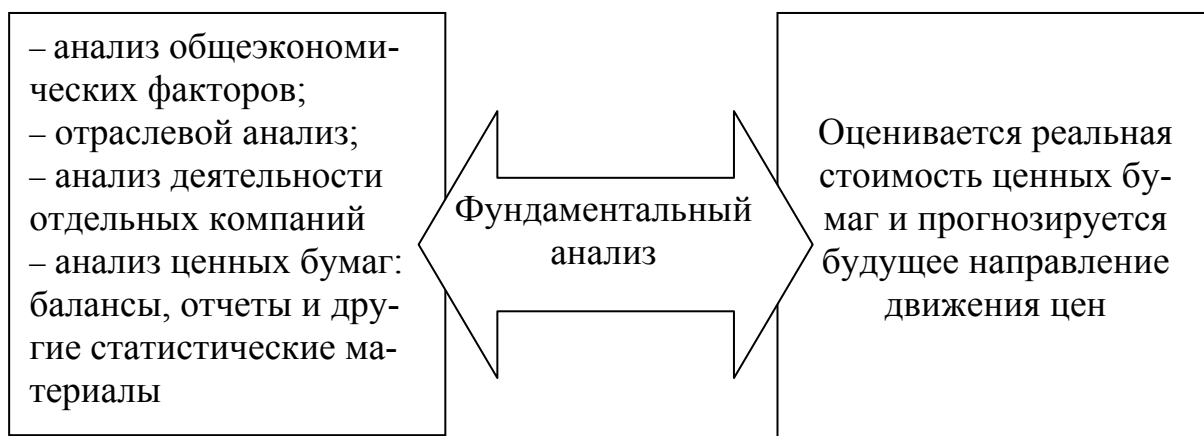 – анализ общеэкономи-
ческих факторов;
– отраслевой анализ;
– анализ деятельности
отдельных компаний
– анализ ценных бумаг:
балансы, отчеты и дру-
гие статистические ма-
териалы
Фундаментальный
анализ
Оценивается реальная
стоимость ценных бу-
маг и прогнозируется
будущее направление
движения цен